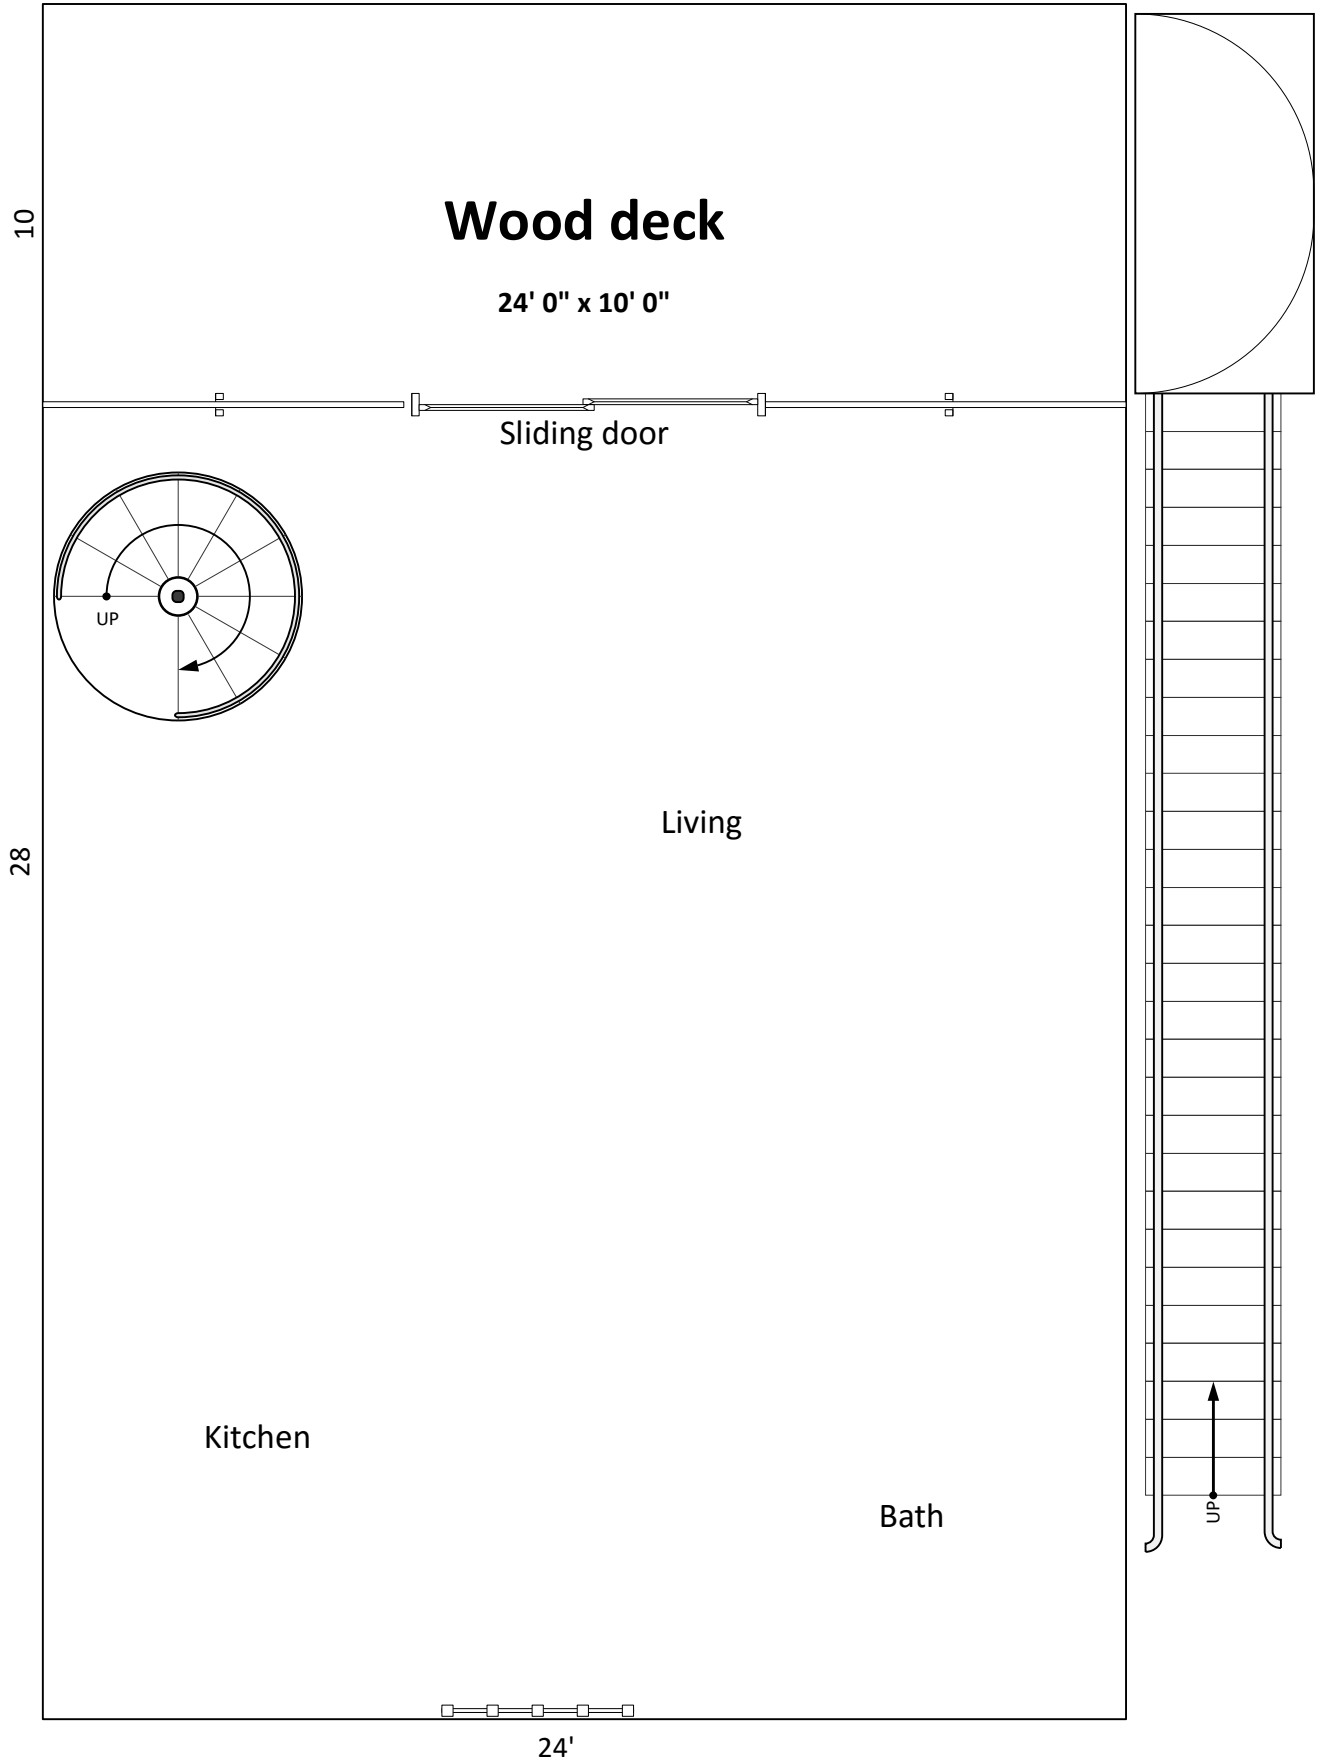 Wood deck
10
24' 0" x 10' 0"
Sliding door
UP
Living
28
Kitchen
Bath
UP
24'